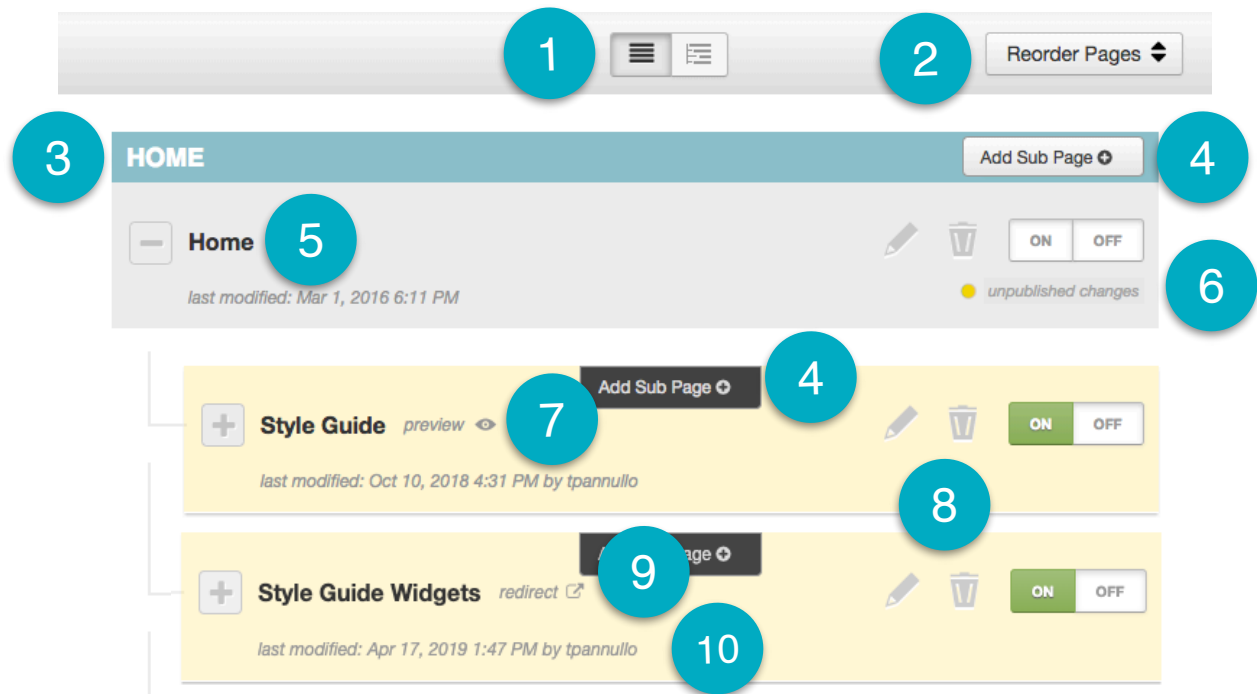 1
2
Reorder Pages
3
HOME
Add Sub Page
4
Home
5
ON OFF
last modified: Mar 1, 2016 6:11 PM
unpublished changes
6
Add Sub Page
4
Style Guide preview
7
ON OFF
last modified: Oct 10, 2018 4:31 PM by tpannullo
8
9
Style Guide Widgets redirect
ON OFF
last modified: Apr 17, 2019 1:47 PM by tpannullo
10